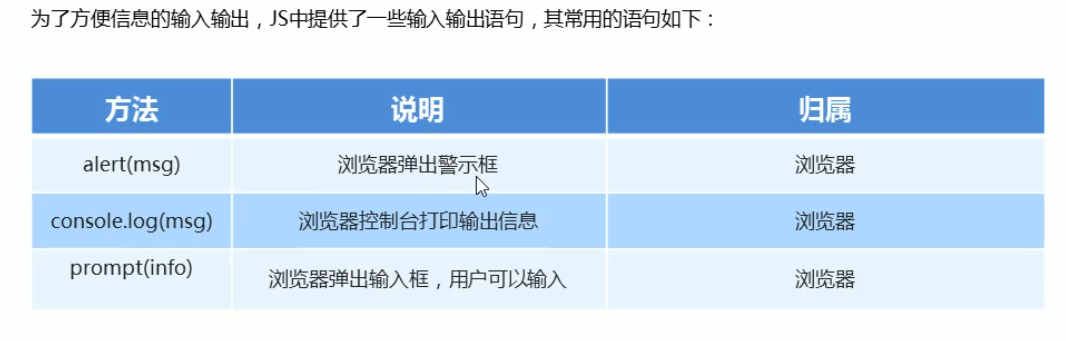 为了方便信息的输入输出，JS中提供了一些输入输出语句，其常用的语句如下：
方法 说明 归属
alert(msg) 浏览器弹出警示框 浏览器
console.log(msg) 浏览器控制台打印输出信息 浏览器
prompt(info) 浏览器弹出输入框，用户可以输入 浏览器